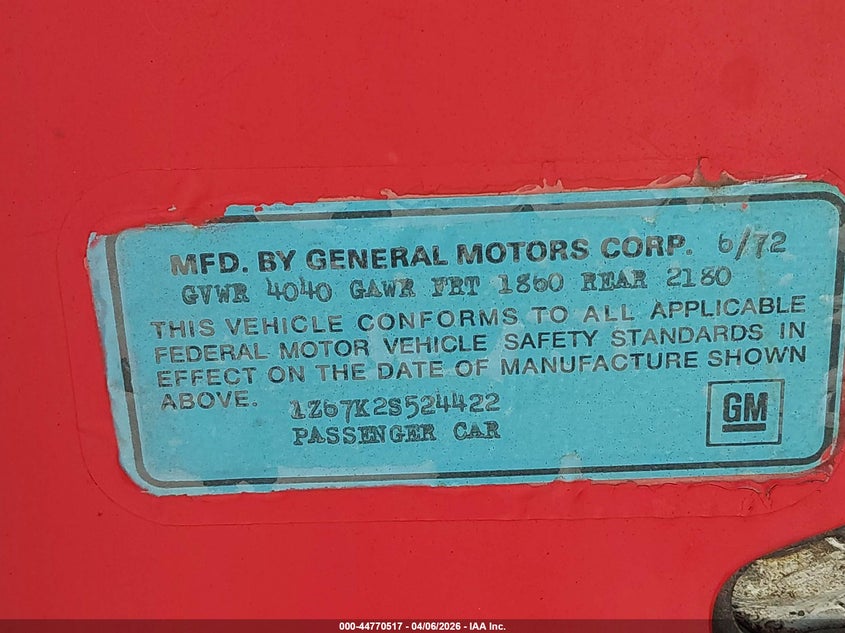 MFD. BY GENERAL MOTORS CORP. 6/72
GVWR 4040 GAWR FRT 1860 REAR 2180
THIS VEHICLE CONFORMS TO ALL APPLICABLE
FEDERAL MOTOR VEHICLE SAFETY STANDARDS IN
EFFECT ON THE DATE OF MANUFACTURE SHOWN
ABOVE. 1Z67K2S524422
PASSENGER CAR
GM
000-44770517 - 04/06/2026 - IAA Inc.